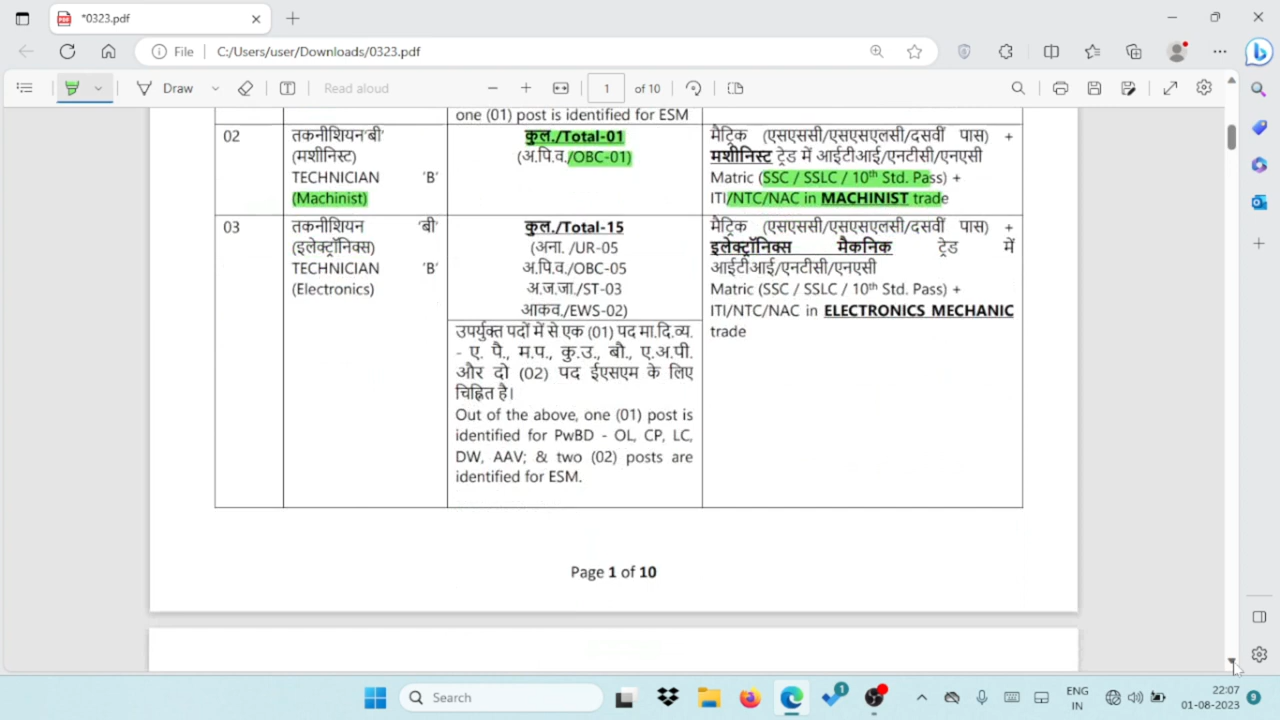 *0323.pdf
File C:/Users/user/Downloads/0323.pdf
Draw Read aloud 1 of 10
one (01) post is identified for ESM
02 तकनीशियन'बी' कुल./Total-01 मैट्रिक (एसएससी/एसएसएलसी/दसवीं पास) +
(मशीनिस्ट) (अ.पि.व./OBC-01) मशीनिस्ट ट्रेड में आईटीआई/एनटीसी/एनएसी
TECHNICIAN 'B' Matric (SSC / SSLC / 10th Std. Pass) +
(Machinist) ITI/NTC/NAC in MACHINIST trade
03 तकनीशियन 'बी' कुल./Total-15 मैट्रिक (एसएससी/एसएसएलसी/दसवीं पास) +
(इलेक्ट्रॉनिक्स) (अना. /UR-05 इलेक्ट्रॉनिक्स मैकनिक ट्रेड में
TECHNICIAN 'B' अ.पि.व./OBC-05 आईटीआई/एनटीसी/एनएसी
(Electronics) अ.ज.जा./ST-03 Matric (SSC / SSLC / 10th Std. Pass) +
आकव./EWS-02) ITI/NTC/NAC in ELECTRONICS MECHANIC
उपर्युक्त पदों में से एक (01) पद मा.दि.व्य. trade
- ए. पै., म.प., कु.उ., बौ., ए.अ.पी.
और दो (02) पद ईएसएम के लिए
चिह्नित है।
Out of the above, one (01) post is
identified for PwBD - OL, CP, LC,
DW, AAV; & two (02) posts are
identified for ESM.
Page 1 of 10
Search 1 ENG 22:07
IN 01-08-2023 9